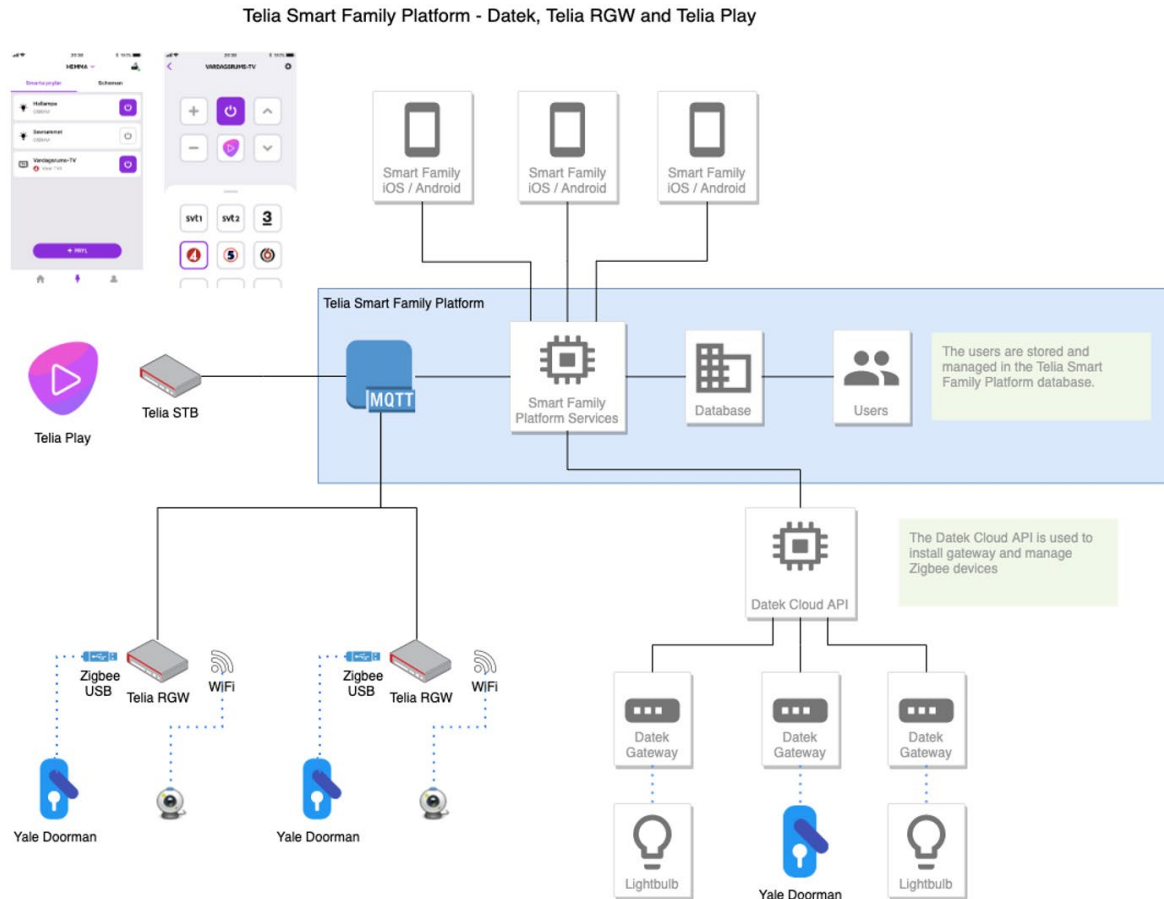 Telia Smart Family Platform - Datek, Telia RGW and Telia Play
HEMMA
Smarta prylar
Scheman
Hallampa
Sovrummet
Vardagsrums-TV
+ PRYL
VARDAGSRUMS-TV
svt1
svt2
3
4
5
6
Smart Family
iOS / Android
Smart Family
iOS / Android
Smart Family
iOS / Android
Telia Smart Family Platform
MQTT
Smart Family
Platform Services
Database
Users
The users are stored and
managed in the Telia Smart
Family Platform database.
Telia Play
Telia STB
Datek Cloud API
The Datek Cloud API is used to
install gateway and manage
Zigbee devices
Zigbee
USB
Telia RGW
WiFi
Zigbee
USB
Telia RGW
WiFi
Datek
Gateway
Datek
Gateway
Datek
Gateway
Yale Doorman
Yale Doorman
Lightbulb
Yale Doorman
Lightbulb